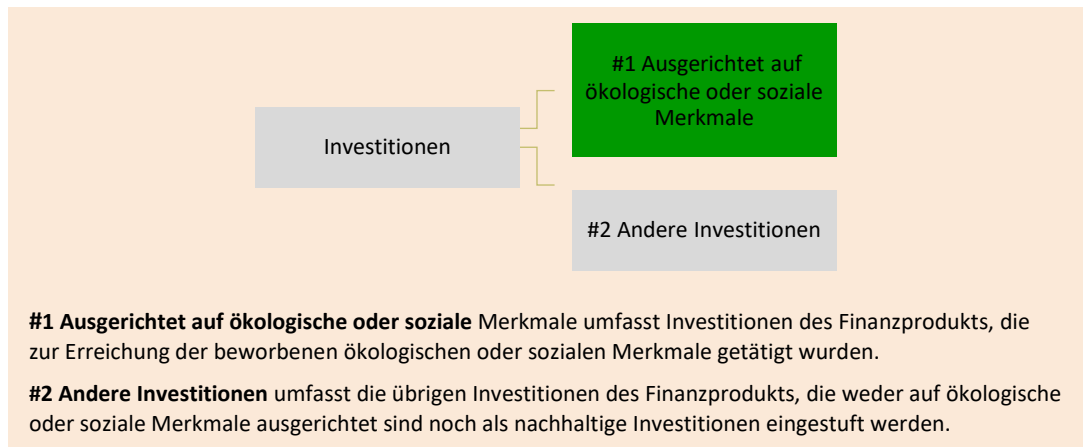 #1 Ausgerichtet auf
ökologische oder soziale
Merkmale
Investitionen
#2 Andere Investitionen
#1 Ausgerichtet auf ökologische oder soziale Merkmale umfasst Investitionen des Finanzprodukts, die
zur Erreichung der beworbenen ökologischen oder sozialen Merkmale getätigt wurden.
#2 Andere Investitionen umfasst die übrigen Investitionen des Finanzprodukts, die weder auf ökologische
oder soziale Merkmale ausgerichtet sind noch als nachhaltige Investitionen eingestuft werden.